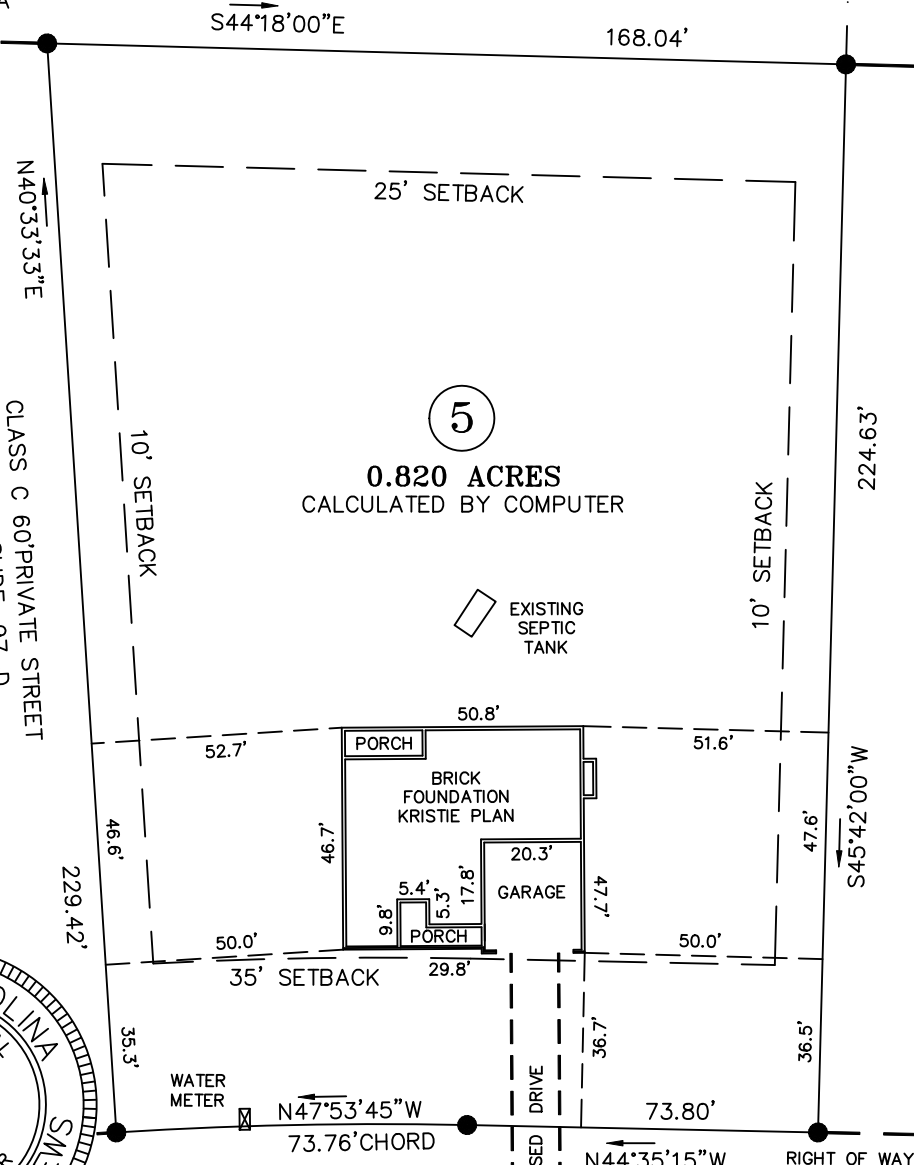 S44°18'00"E
168.04'
N40°33'33"E
25' SETBACK
5
0.820 ACRES
CALCULATED BY COMPUTER
224.63'
10' SETBACK
10' SETBACK
CLASS C 60'PRIVATE STREET
EXISTING
SEPTIC
TANK
50.8'
52.7'
PORCH
51.6'
BRICK
FOUNDATION
KRISTIE PLAN
46.6'
46.7'
47.6'
S45°42'00"W
20.3'
17.8'
GARAGE
47.7'
5.4'
5.3'
9.8'
PORCH
229.42'
50.0'
50.0'
35' SETBACK
29.8'
35.3'
36.7'
36.5'
WATER
METER
DRIVE
N47°53'45"W
73.80'
73.76'CHORD
SED
N44°35'15"W
RIGHT OF WAY
OLINA